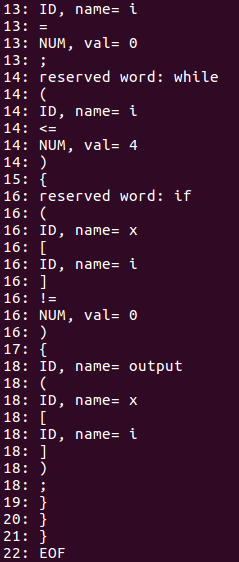 13: ID, name= i
13: =
13: NUM, val= 0
13: ;
14: reserved word: while
14: (
14: ID, name= i
14: <=
14: NUM, val= 4
14: )
15: {
16: reserved word: if
16: (
16: ID, name= x
16: [
16: ID, name= i
16: ]
16: !=
16: NUM, val= 0
16: )
17: {
18: ID, name= output
18: (
18: ID, name= x
18: [
18: ID, name= i
18: ]
18: )
18: ;
19: }
20: }
21: }
22: EOF